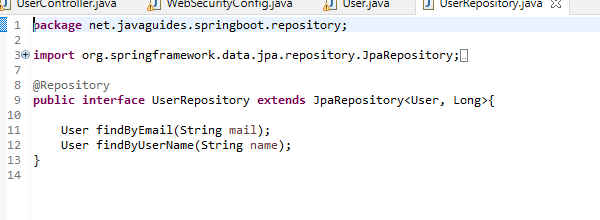 UserController.java WebSecurityConfig.java User.java UserRepository.java
1 package net.javaguides.springboot.repository;
2
3 import org.springframework.data.jpa.repository.JpaRepository;
7
8 @Repository
9 public interface UserRepository extends JpaRepository<User, Long>{
10
11 User findByEmail(String mail);
12 User findByUserName(String name);
13 }
14